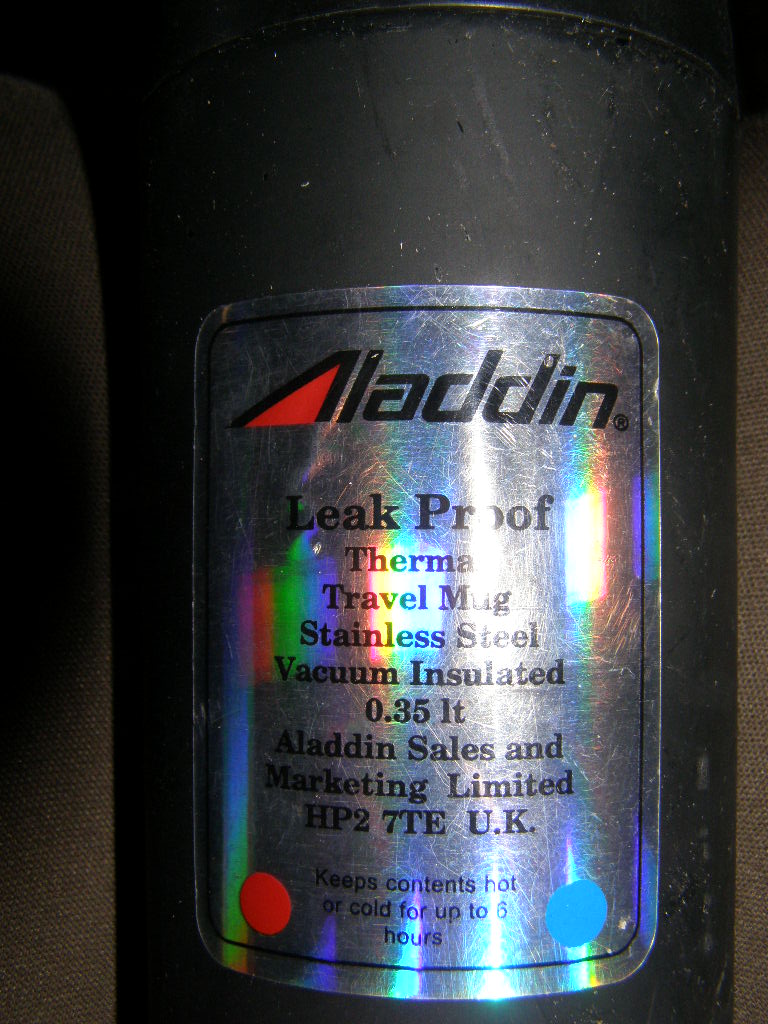 Aladdin®
Leak Proof
Thermal
Travel Mug
Stainless Steel
Vacuum Insulated
0.35 lt
Aladdin Sales and
Marketing Limited
HP2 7TE U.K.
Keeps contents hot
or cold for up to 6
hours